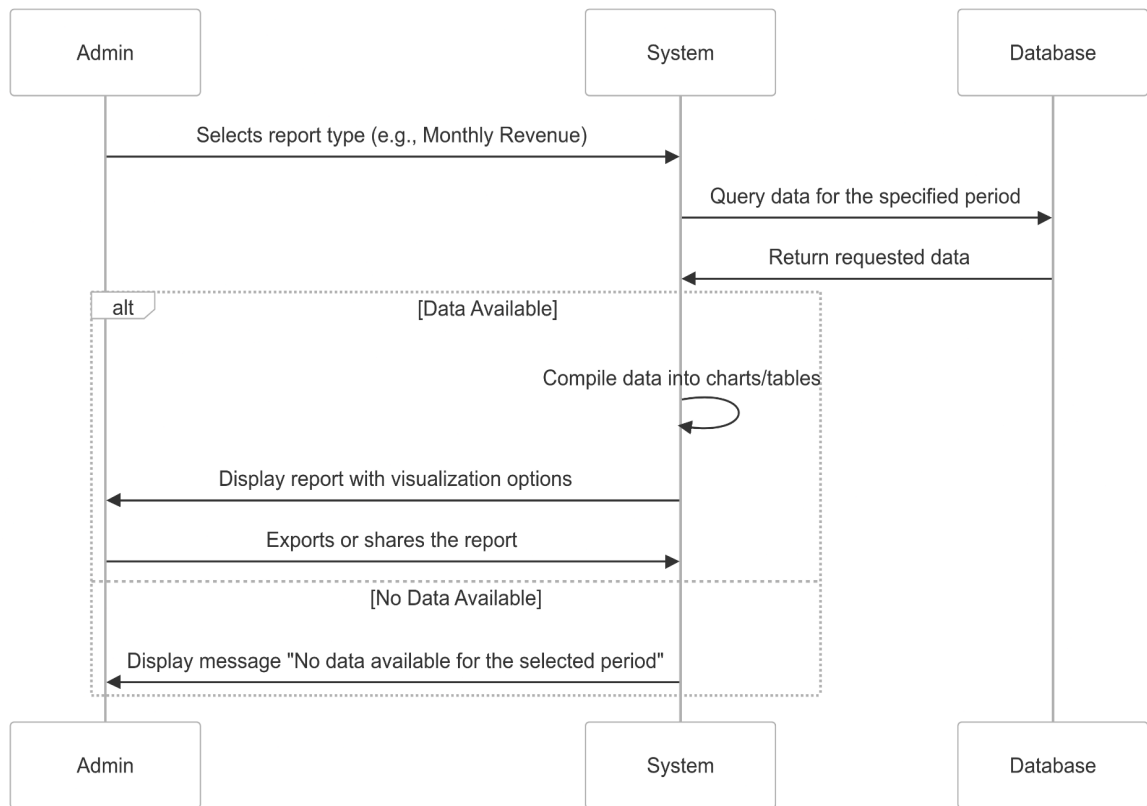 Admin
System
Database
Selects report type (e.g., Monthly Revenue)
Query data for the specified period
Return requested data
alt
[Data Available]
Compile data into charts/tables
Display report with visualization options
Exports or shares the report
[No Data Available]
Display message "No data available for the selected period"
Admin
System
Database